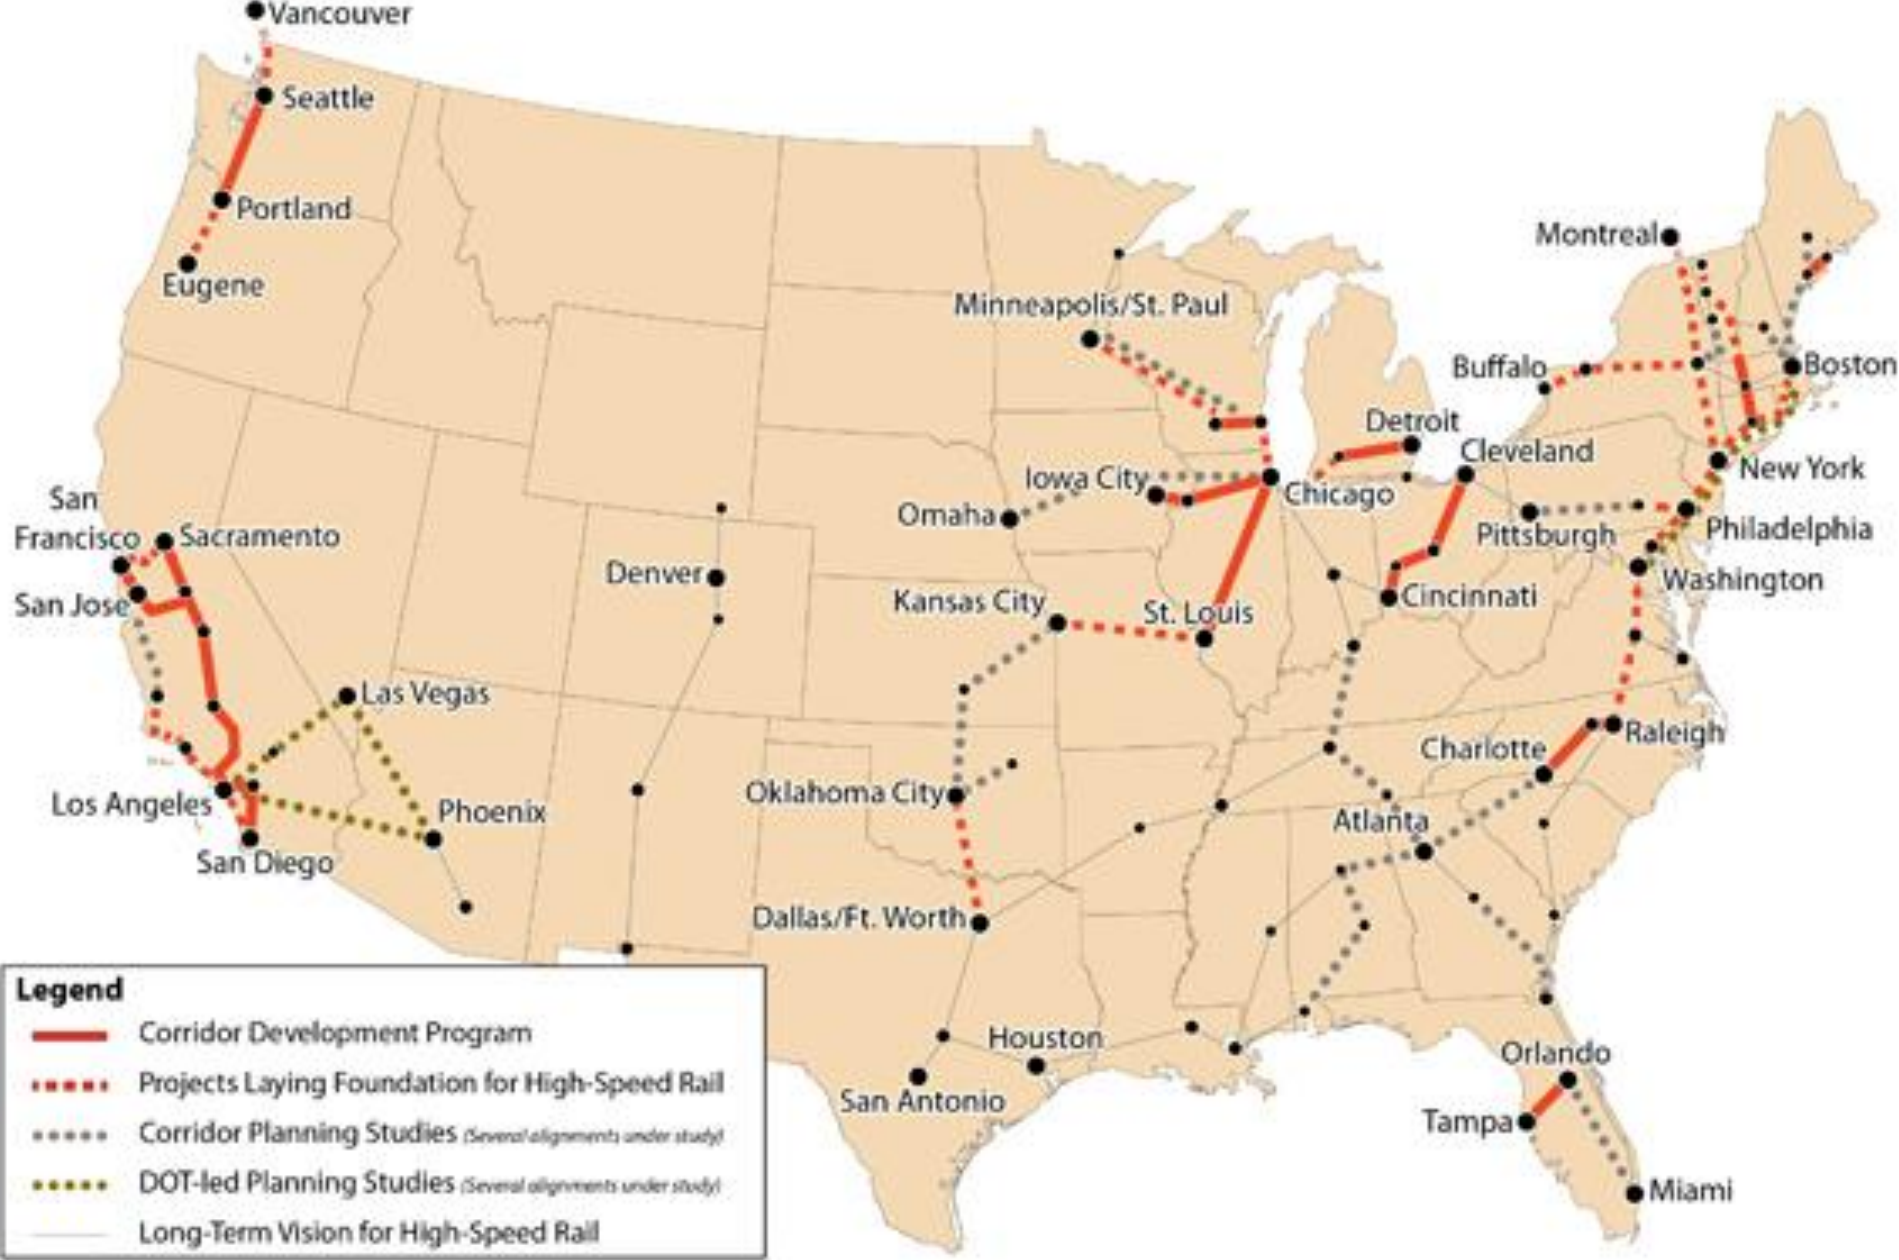 Vancouver
Seattle
Portland
Eugene
Montreal
Minneapolis/St. Paul
Buffalo
Boston
Detroit
Cleveland
New York
Iowa City
Chicago
San
Francisco
Sacramento
Omaha
Pittsburgh
Philadelphia
Denver
Washington
San Jose
Kansas City
St. Louis
Cincinnati
Las Vegas
Raleigh
Charlotte
Los Angeles
Phoenix
Oklahoma City
Atlanta
San Diego
Dallas/Ft. Worth
Houston
Orlando
San Antonio
Tampa
Miami
Legend
Corridor Development Program
Projects Laying Foundation for High-Speed Rail
Corridor Planning Studies (Several alignments under study)
DOT-led Planning Studies (Several alignments under study)
Long-Term Vision for High-Speed Rail